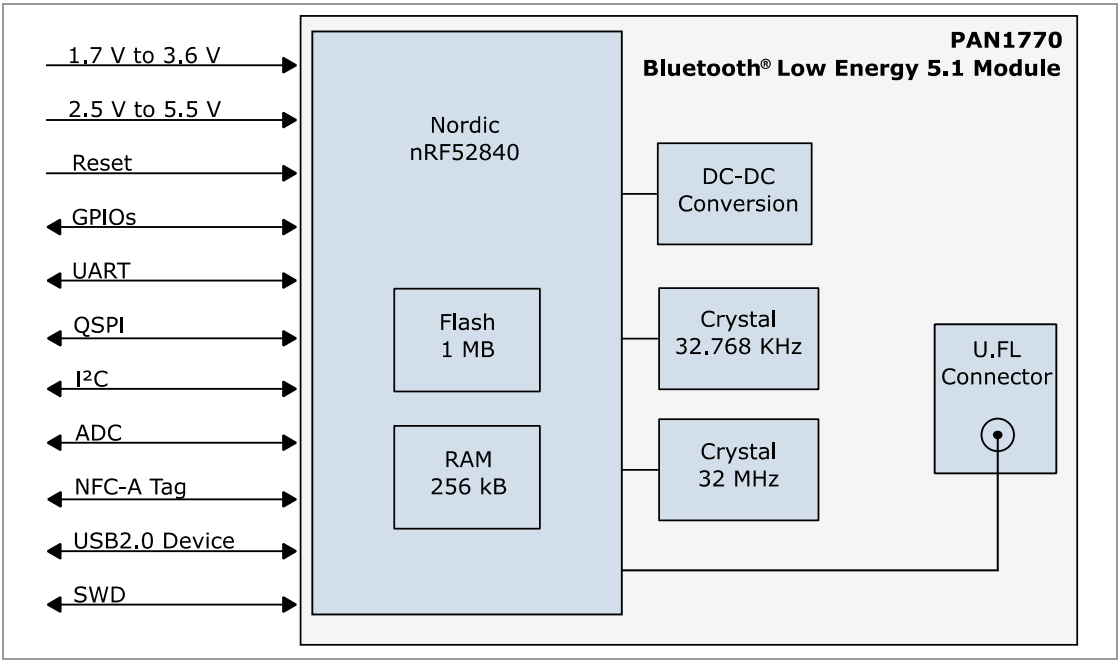 PAN1770
Bluetooth® Low Energy 5.1 Module
1.7 V to 3.6 V
2.5 V to 5.5 V
Reset
GPIOs
UART
QSPI
I²C
ADC
NFC-A Tag
USB2.0 Device
SWD
Nordic
nRF52840
Flash
1 MB
RAM
256 kB
DC-DC
Conversion
Crystal
32.768 KHz
Crystal
32 MHz
U.FL
Connector